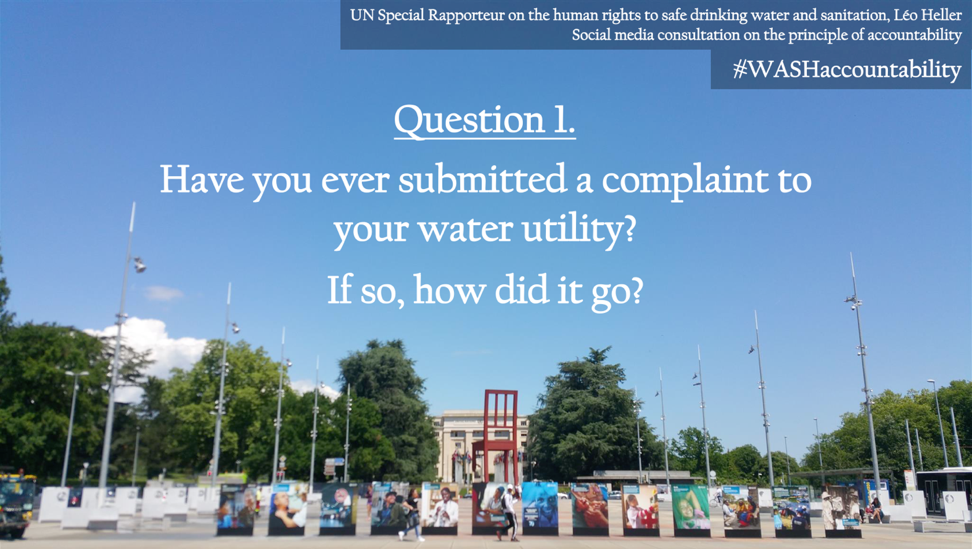 UN Special Rapporteur on the human rights to safe drinking water and sanitation, Léo Heller
Social media consultation on the principle of accountability
#WASHaccountability
Question 1.
Have you ever submitted a complaint to
your water utility?
If so, how did it go?